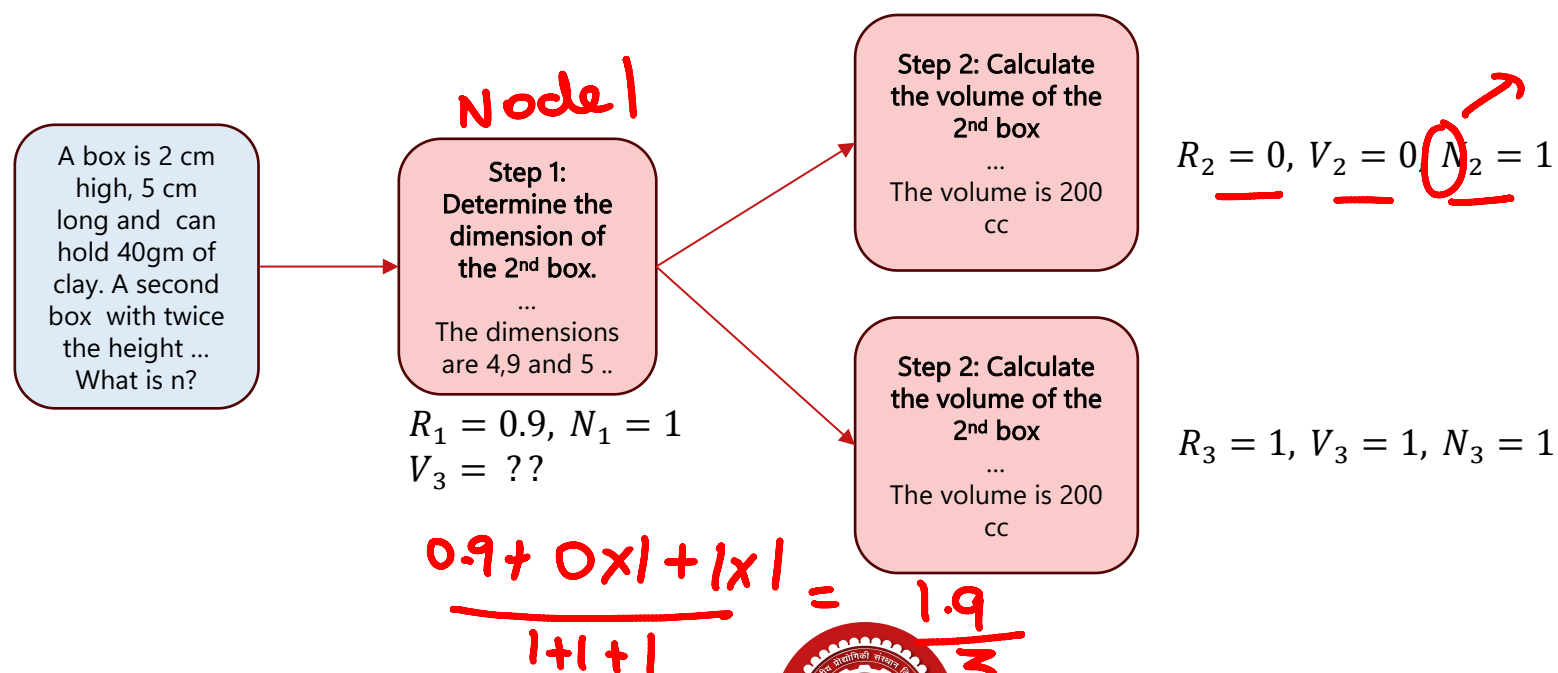 A box is 2 cm
high, 5 cm
long and can
hold 40gm of
clay. A second
box with twice
the height ...
What is n?
Node 1
Step 1:
Determine the
dimension of
the 2nd box.
...
The dimensions
are 4,9 and 5 ..
R₁ = 0.9, N₁ = 1
V₃ = ??
Step 2: Calculate
the volume of the
2nd box
...
The volume is 200
cc
R₂ = 0, V₂ = 0, N₂ = 1
Step 2: Calculate
the volume of the
2nd box
...
The volume is 200
cc
R₃ = 1, V₃ = 1, N₃ = 1
0.9 + 0×1 + 1×1 = 1.9
1+1+1 3